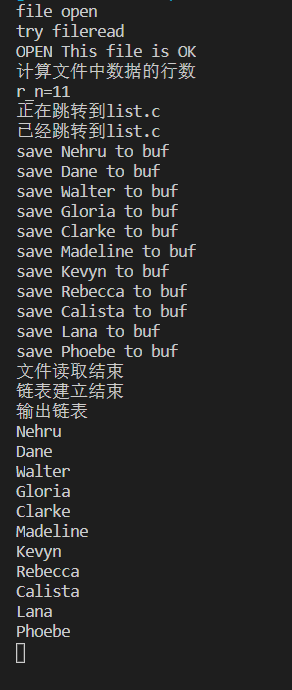 file open
try fileread
OPEN This file is OK
计算文件中数据的行数
r_n=11
正在跳转到list.c
已经跳转到list.c
save Nehru to buf
save Dane to buf
save Walter to buf
save Gloria to buf
save Clarke to buf
save Madeline to buf
save Kevyn to buf
save Rebecca to buf
save Calista to buf
save Lana to buf
save Phoebe to buf
文件读取结束
链表建立结束
输出链表
Nehru
Dane
Walter
Gloria
Clarke
Madeline
Kevyn
Rebecca
Calista
Lana
Phoebe